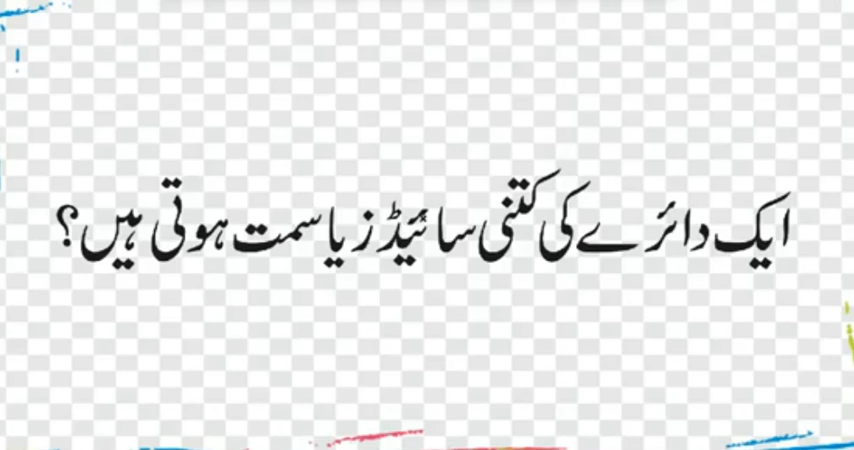 ایک دائرے کی کتنی سائیڈز یا سمت ہوتی ہیں؟